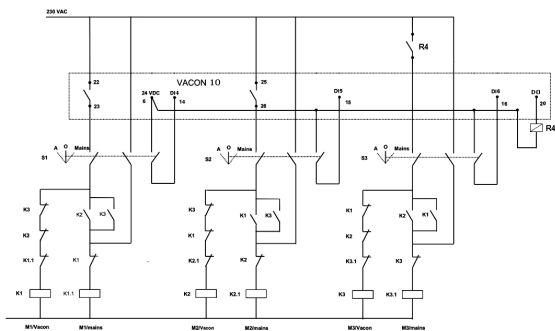 230 VAC
R4
22 VACON 10 25
24 VDC DI4 DI5 DI6 DO
23 6 14 26 15 16 20
R4
A O Mains A O Mains A O Mains
S1 S2 S3
K3 K2 K3 K3 K1 K3 K1 K2 K1
K2 K1 K2
K1.1 K1 K2.1 K2 K3.1 K3
K1 K1.1 K2 K2.1 K3 K3.1
M1/Vacon M1/mains M2/Vacon M2/mains M3/Vacon M3/mains